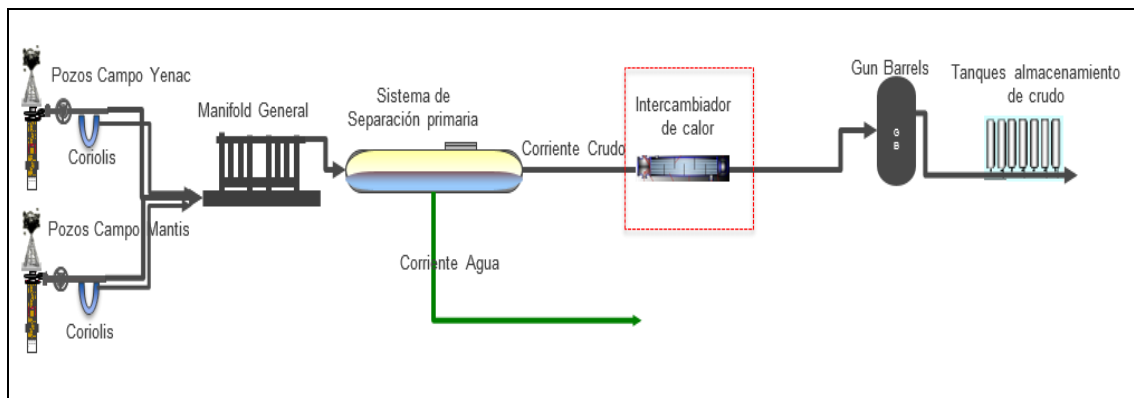 Pozos Campo Yenac
Coriolis
Manifold General
Sistema de
Separación primaria
Corriente Crudo
Intercambiador
de calor
Gun Barrels
G
B
Tanques almacenamiento
de crudo
Pozos Campo Mantis
Coriolis
Corriente Agua